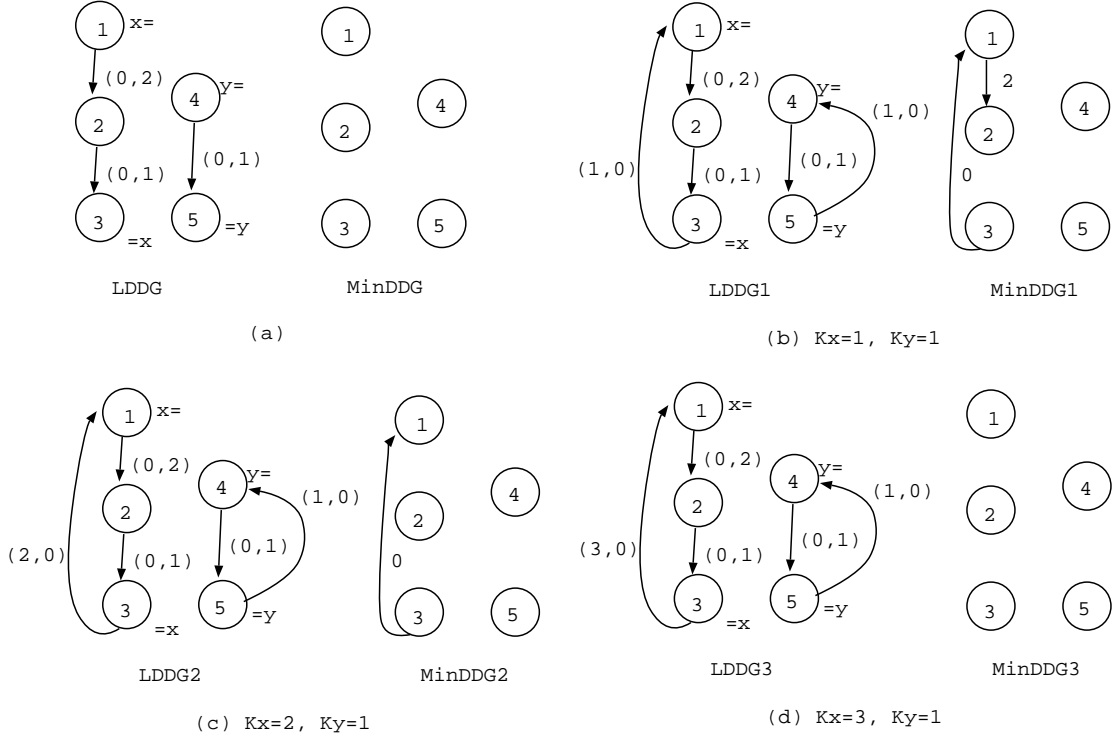 1 x=
(0,2)
2
(0,1)
3 =x
4 y=
(0,1)
5 =y
LDDG
1
2
3
4
5
MinDDG
(a)
1 x=
(0,2)
2
(0,1)
3 =x
(1,0)
4 y=
(0,1)
5 =y
(1,0)
LDDG1
1
2
2
0
3
4
5
MinDDG1
(b) Kx=1, Ky=1
1 x=
(0,2)
2
(0,1)
3 =x
(2,0)
4 y=
(0,1)
5 =y
(1,0)
LDDG2
1
2
0
3
4
5
MinDDG2
(c) Kx=2, Ky=1
1 x=
(0,2)
2
(0,1)
3 =x
(3,0)
4 y=
(0,1)
5 =y
(1,0)
LDDG3
1
2
3
4
5
MinDDG3
(d) Kx=3, Ky=1